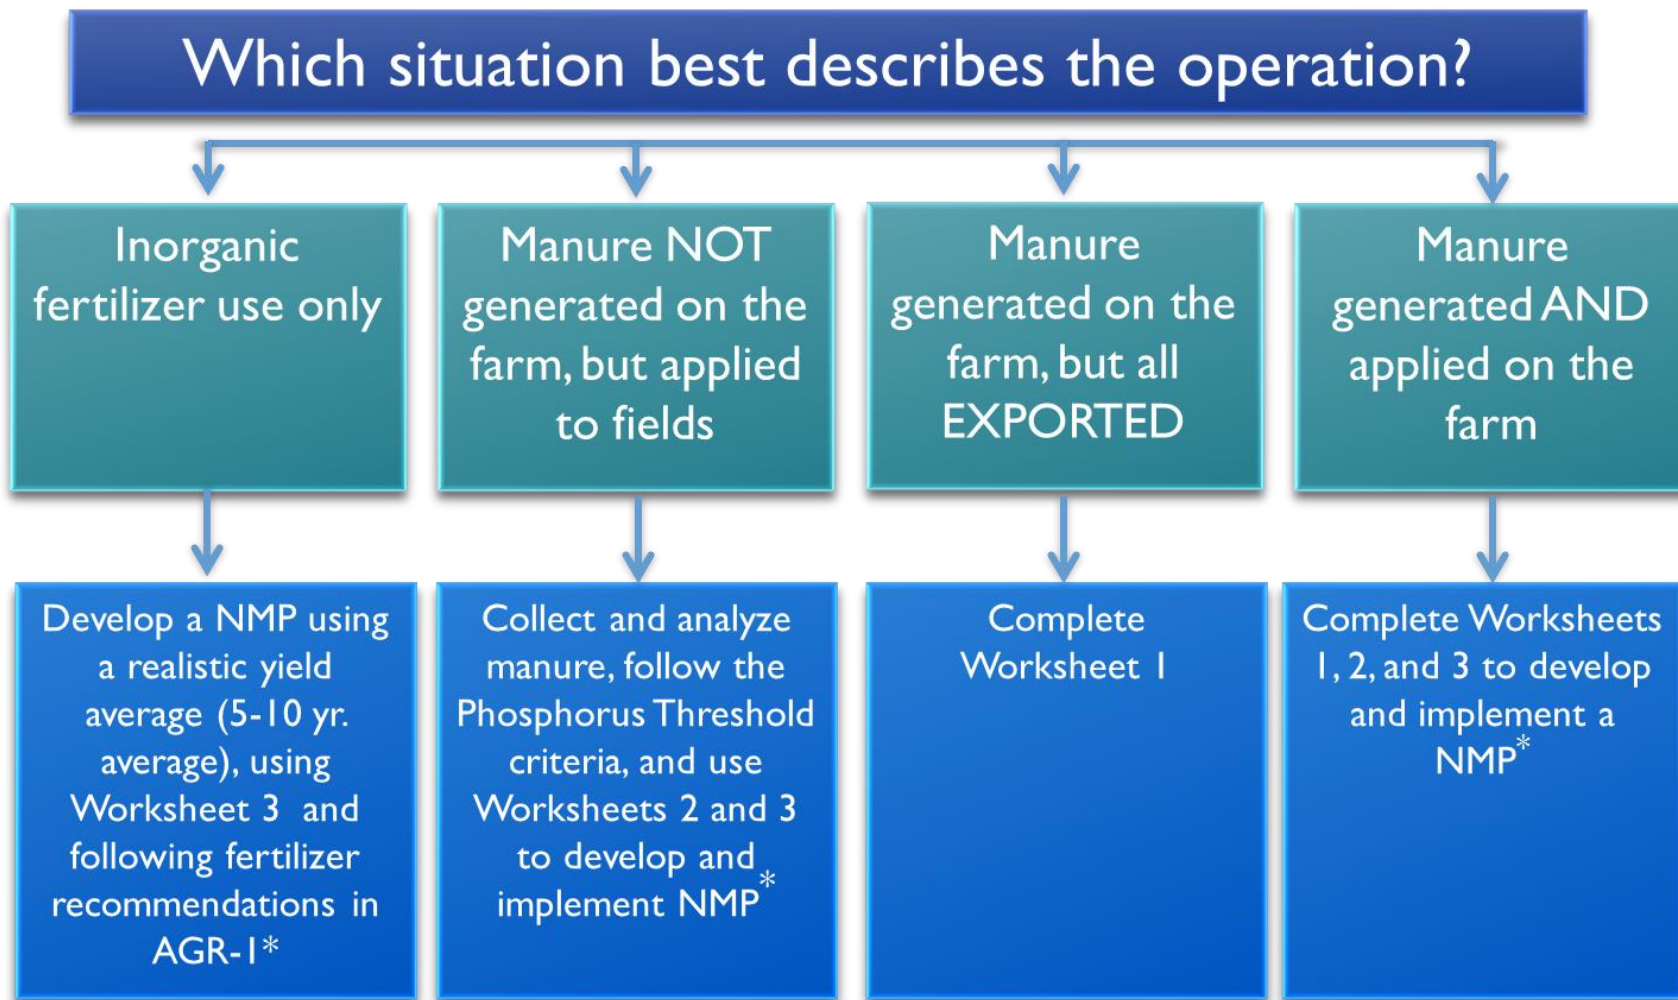 Which situation best describes the operation?
Inorganic
fertilizer use only
Manure NOT
generated on the
farm, but applied
to fields
Manure
generated on the
farm, but all
EXPORTED
Manure
generated AND
applied on the
farm
Develop a NMP using
a realistic yield
average (5-10 yr.
average), using
Worksheet 3 and
following fertilizer
recommendations in
AGR-1*
Collect and analyze
manure, follow the
Phosphorus Threshold
criteria, and use
Worksheets 2 and 3
to develop and
implement NMP*
Complete
Worksheet 1
Complete Worksheets
1, 2, and 3 to develop
and implement a
NMP*